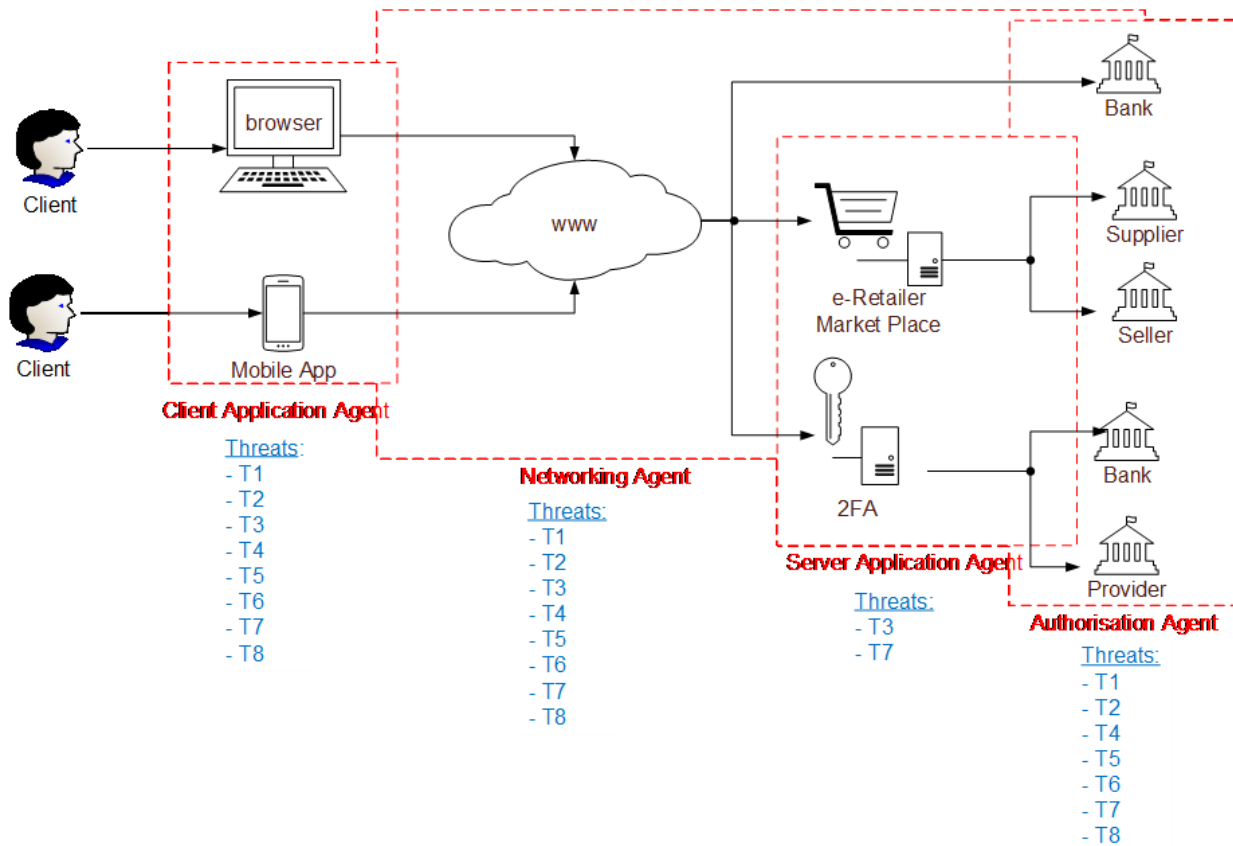 browser
Client
Client
Mobile App
www
Bank
e-Retailer
Market Place
Supplier
Seller
2FA
Bank
Provider
Client Application Agent
Threats:
- T1
- T2
- T3
- T4
- T5
- T6
- T7
- T8
Networking Agent
Threats:
- T1
- T2
- T3
- T4
- T5
- T6
- T7
- T8
Server Application Agent
Threats:
- T3
- T7
Authorisation Agent
Threats:
- T1
- T2
- T4
- T5
- T6
- T7
- T8